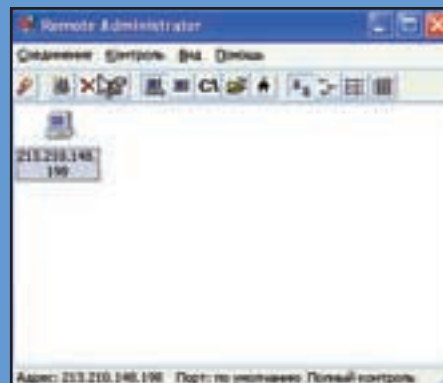 Remote Administrator
Соединение Контроль Вид Помощь
C:\
213.210.148.
198
Адрес: 213.210.148.198 Порт: по умолчанию Полный контроль